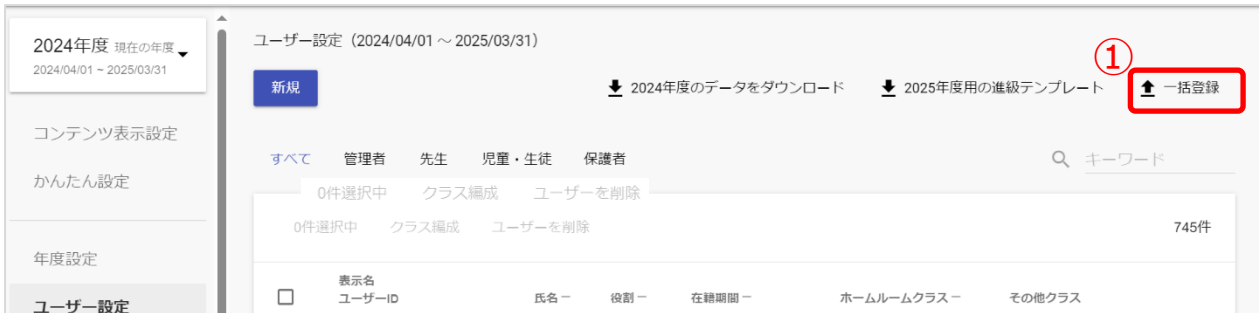 2024年度 現在の年度
2024/04/01 ~ 2025/03/31
コンテンツ表示設定
かんたん設定
年度設定
ユーザー設定
ユーザー設定（2024/04/01 ～ 2025/03/31）
①
新規 2024年度のデータをダウンロード 2025年度用の進級テンプレート 一括登録
すべて 管理者 先生 児童・生徒 保護者 キーワード
0件選択中 クラス編成 ユーザーを削除
0件選択中 クラス編成 ユーザーを削除 745件
表示名
ユーザーID 氏名 役割 在籍期間 ホームルームクラス その他クラス